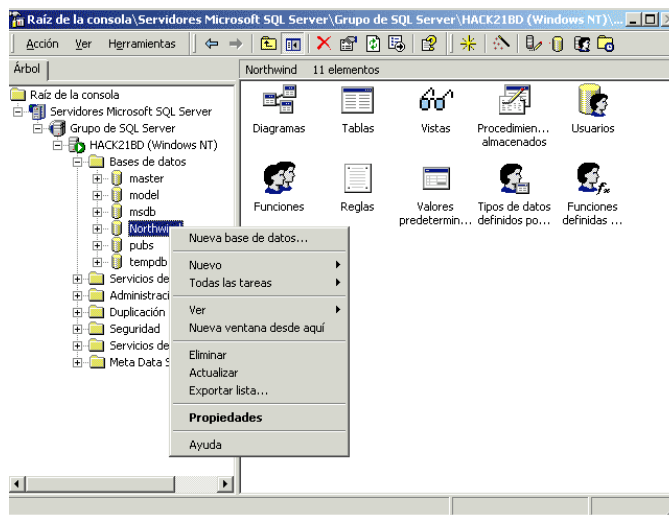 Raíz de la consola\Servidores Microsoft SQL Server\Grupo de SQL Server\HACK21BD (Windows NT)\...
Acción Ver Herramientas
Árbol
Northwind 11 elementos
Raíz de la consola
Servidores Microsoft SQL Server
Grupo de SQL Server
HACK21BD (Windows NT)
Bases de datos
master
model
msdb
Northwind
pubs
tempdb
Servicios de
Administraci
Duplicación
Seguridad
Servicios de
Meta Data S
Nueva base de datos...
Nuevo
Todas las tareas
Ver
Nueva ventana desde aquí
Eliminar
Actualizar
Exportar lista...
Propiedades
Ayuda
Diagramas Tablas Vistas Procedimien... Usuarios
almacenados
Funciones Reglas Valores Tipos de datos Funciones
predetermin... definidos po... definidas ...